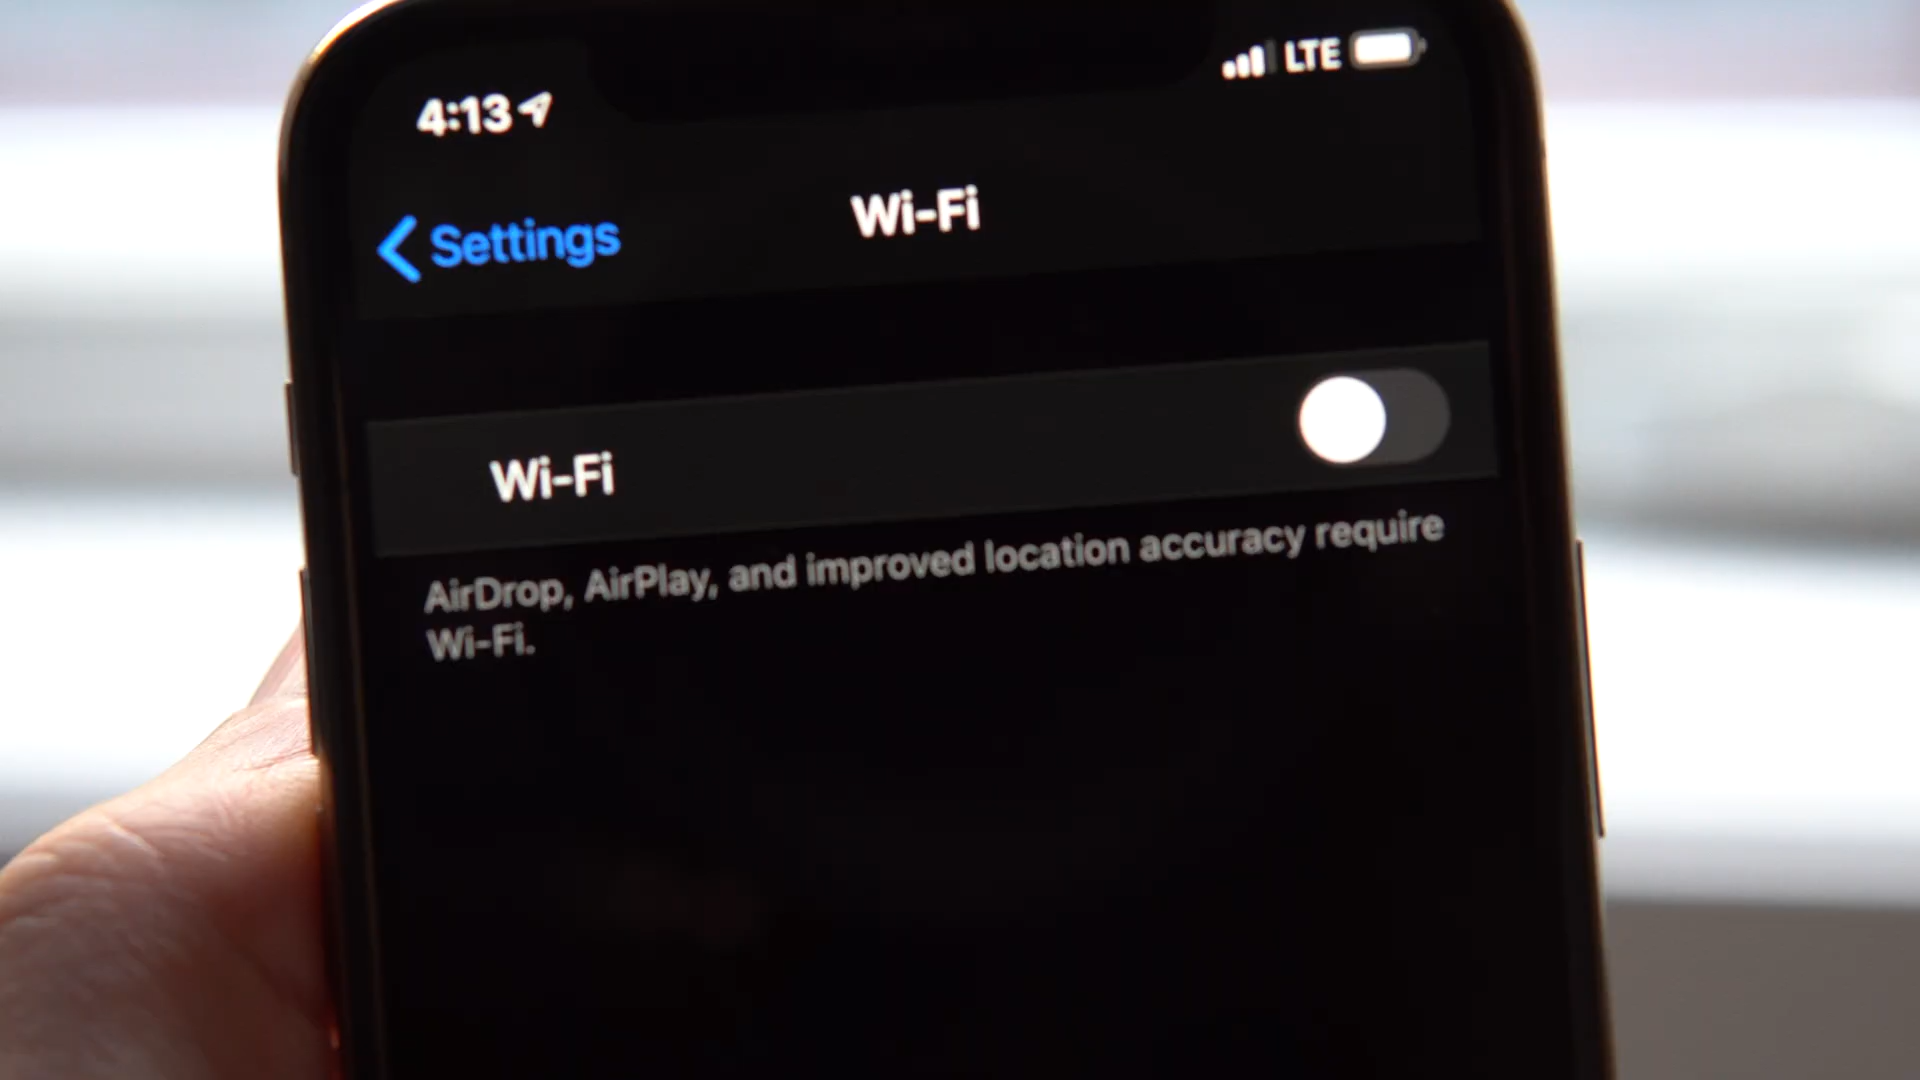 4:13
LTE
Settings
Wi-Fi
Wi-Fi
AirDrop, AirPlay, and improved location accuracy require
Wi-Fi.